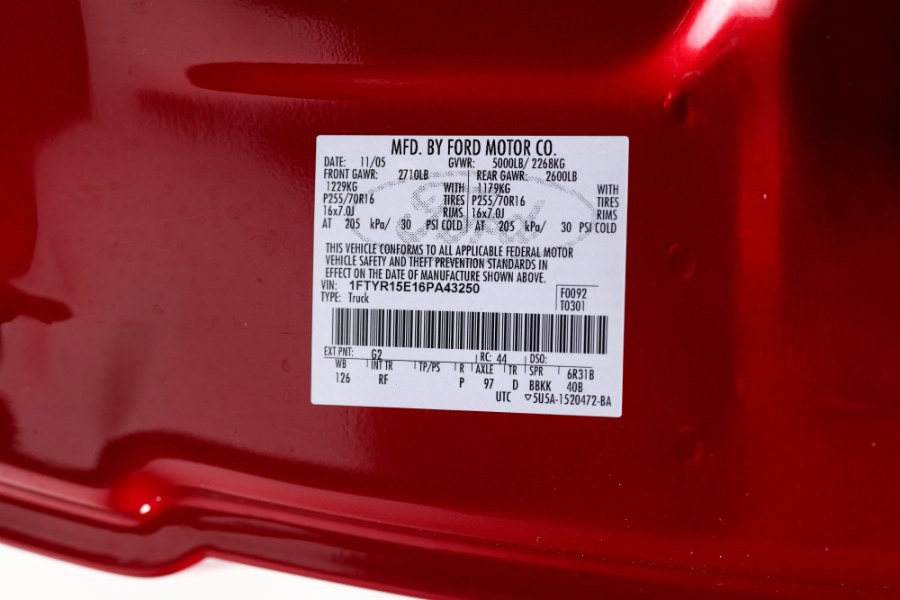 MFD. BY FORD MOTOR CO.
DATE: 11/05 GVWR: 5000LB/ 2268KG
FRONT GAWR: 2710LB REAR GAWR: 2600LB
1229KG WITH 1179KG WITH
P255/70R16 TIRES P255/70R16 TIRES
16x7.0J RIMS 16x7.0J RIMS
AT 205 kPa/ 30 PSI COLD AT 205 kPa/ 30 PSI COLD
Ford
THIS VEHICLE CONFORMS TO ALL APPLICABLE FEDERAL MOTOR
VEHICLE SAFETY AND THEFT PREVENTION STANDARDS IN
EFFECT ON THE DATE OF MANUFACTURE SHOWN ABOVE.
VIN: 1FTYR15E16PA43250 F0092
TYPE: Truck T0301
EXT PNT: G2 RC: 44 DSO:
WB INT TR TP/PS R AXLE TR SPR 6R31B
126 RF P 97 D BBKK 40B
UTC ▽5U5A-1520472-BA